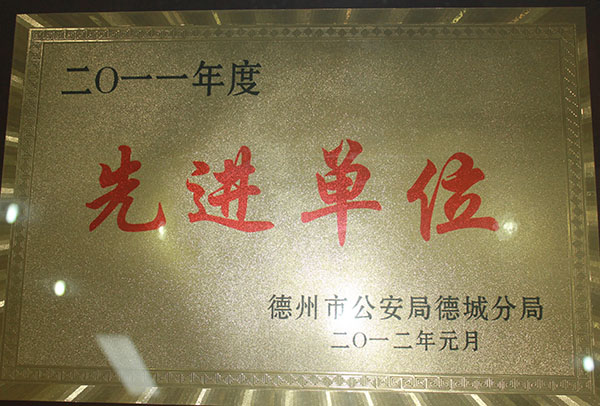 二〇一一年度
先进单位
德州市公安局德城分局
二〇一二年元月